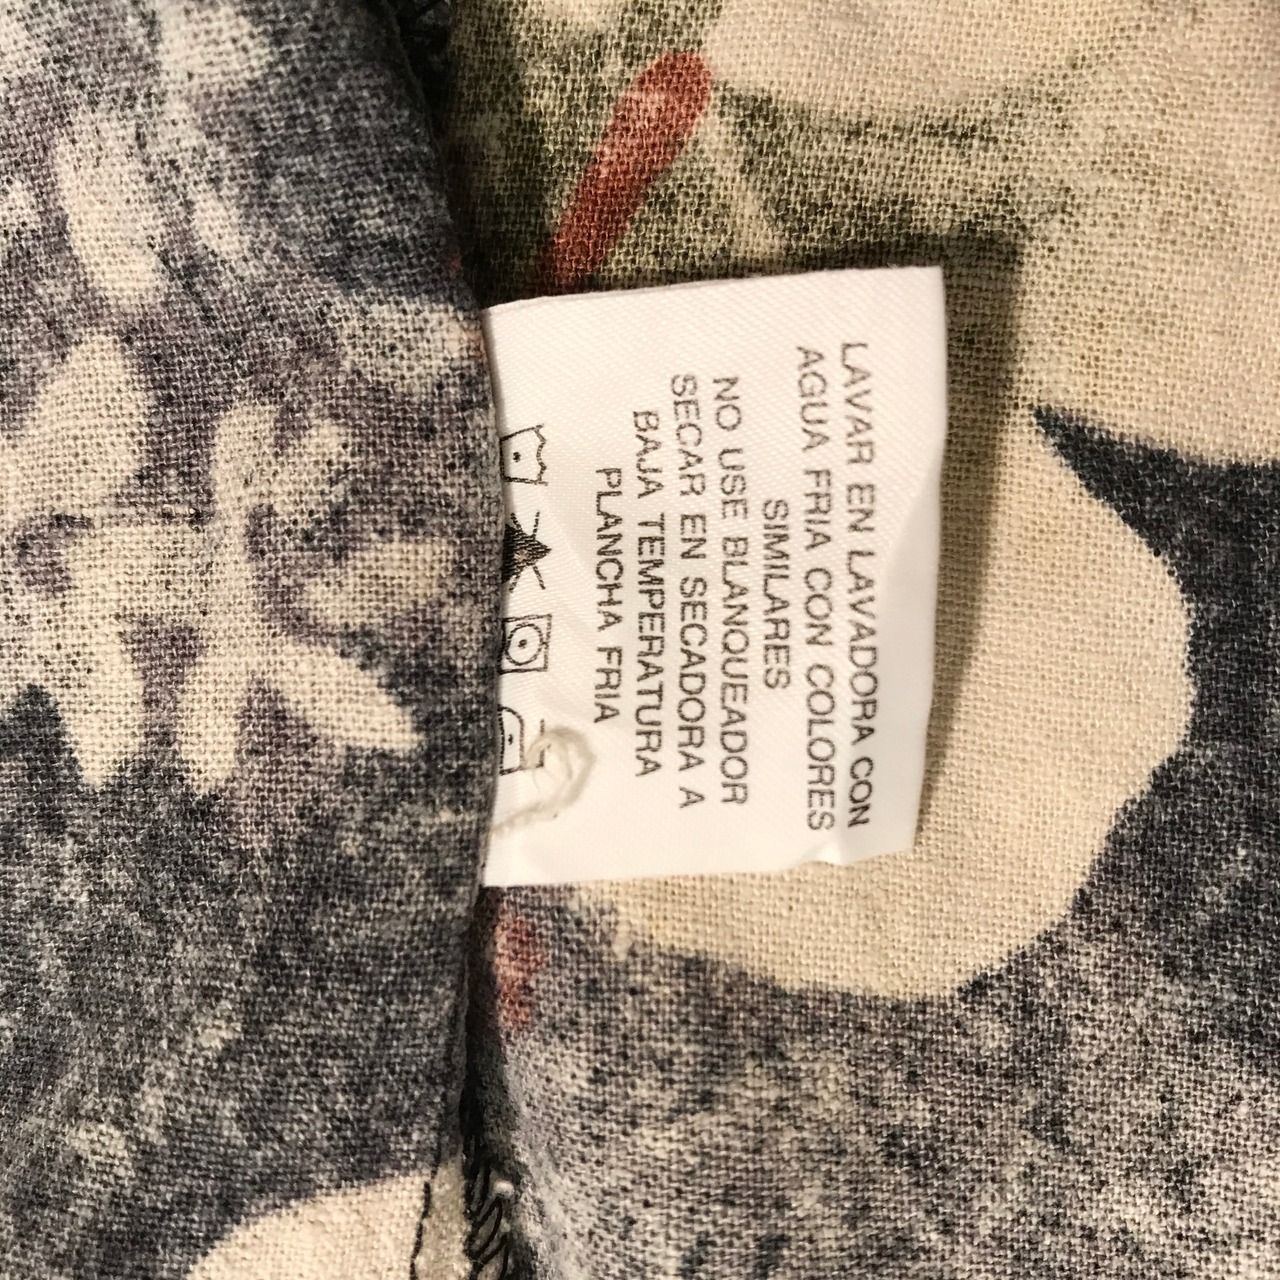 LAVAR EN LAVADORA CON
AGUA FRIA CON COLORES
SIMILARES
NO USE BLANQUEADOR
SECAR EN SECADORA A
BAJA TEMPERATURA
PLANCHA FRIA